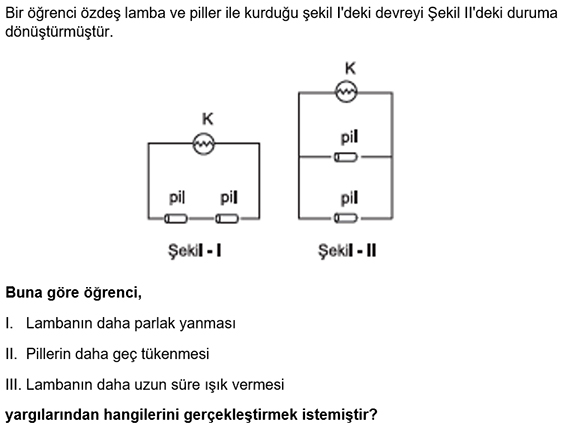 Bir öğrenci özdeş lamba ve piller ile kurduğu şekil I'deki devreyi Şekil II'deki duruma
dönüştürmüştür.
K
pil pil
Şekil - I
K
pil
pil
Şekil - II
Buna göre öğrenci,
I. Lambanın daha parlak yanması
II. Pillerin daha geç tükenmesi
III. Lambanın daha uzun süre ışık vermesi
yargılarından hangilerini gerçekleştirmek istemiştir?